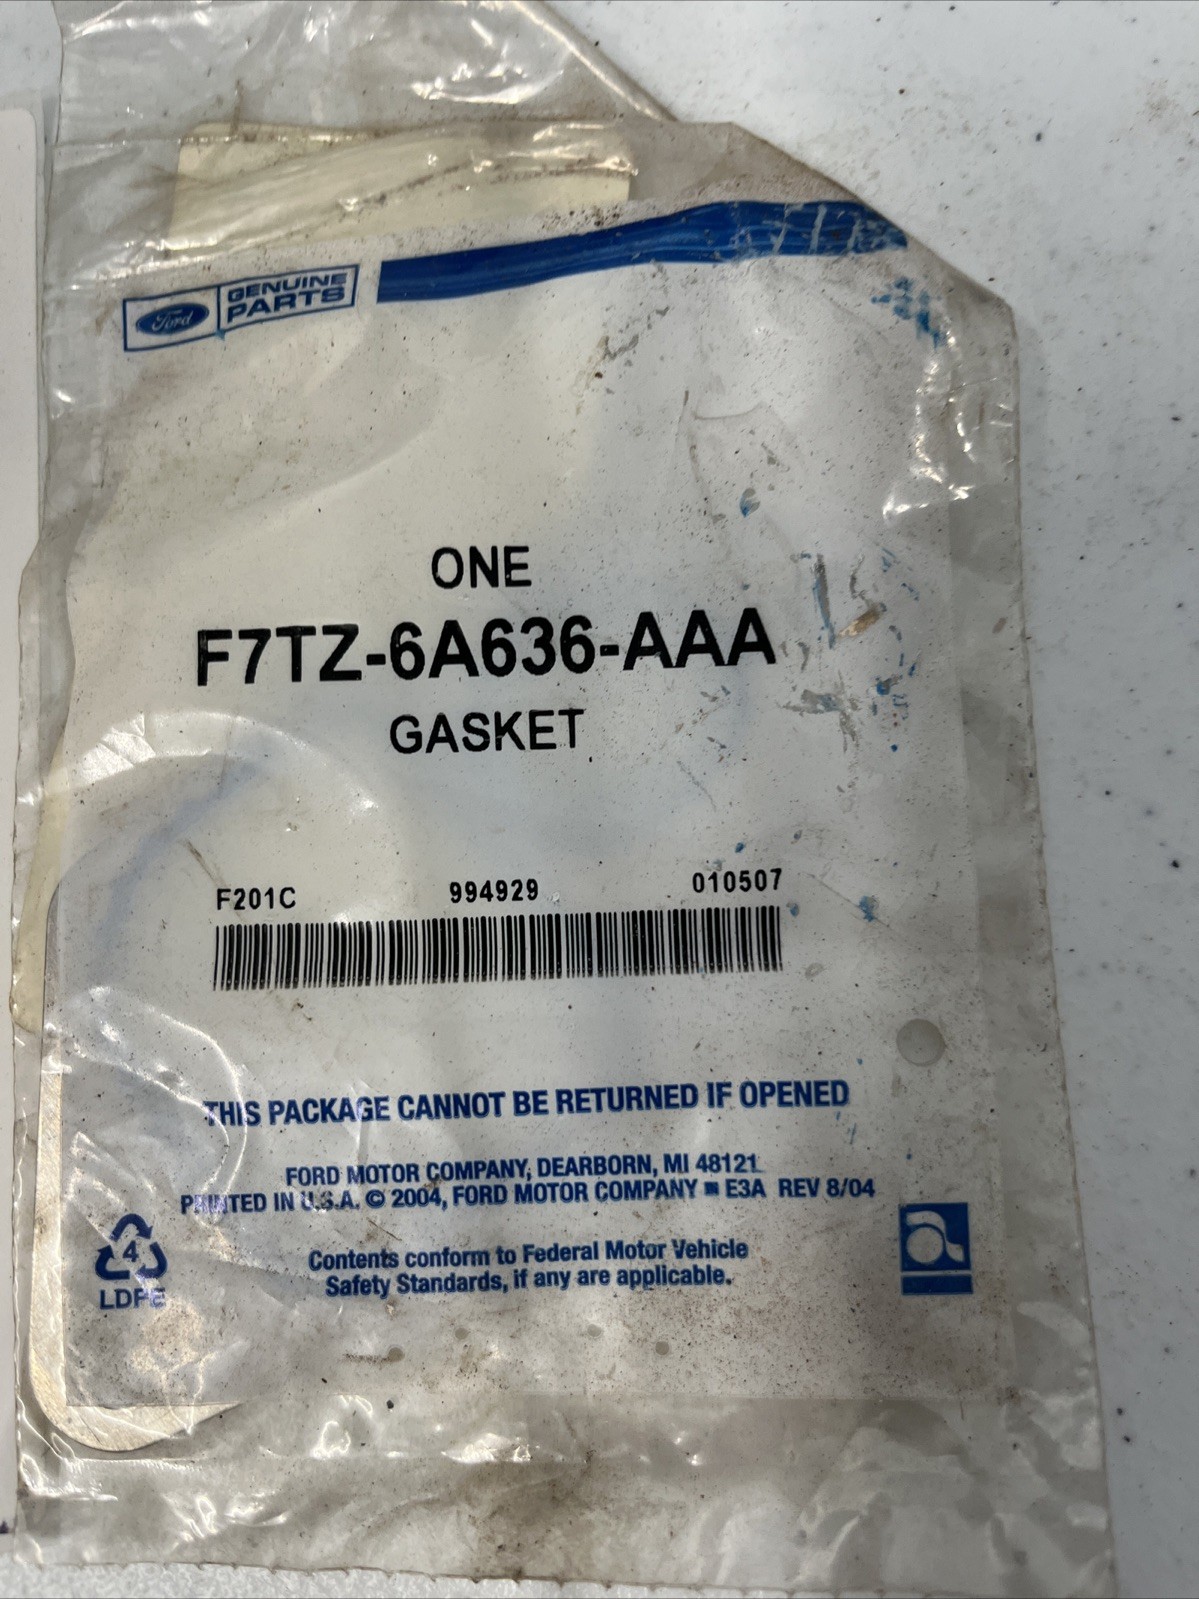 Ford GENUINE
PARTS
ONE
F7TZ-6A636-AAA
GASKET
F201C 994929 010507
THIS PACKAGE CANNOT BE RETURNED IF OPENED
FORD MOTOR COMPANY, DEARBORN, MI 48121
PRINTED IN U.S.A. © 2004, FORD MOTOR COMPANY ■ E3A REV 8/04
4
LDPE
Contents conform to Federal Motor Vehicle
Safety Standards, if any are applicable.